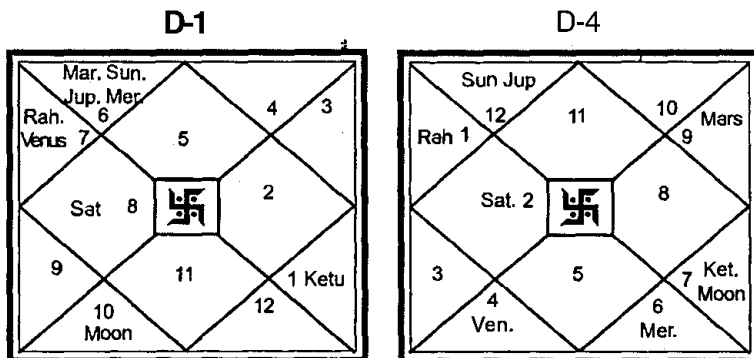 D-1
Mar. Sun.
Jup. Mer.
6
4
3
Rah.
Venus 7
5
2
Sat 8
9
11
1 Ketu
10
Moon
12
D-4
Sun Jup
12
11
10
Mars
9
Rah 1
Sat. 2
8
3
5
7
Ket.
Moon
4
Ven.
6
Mer.